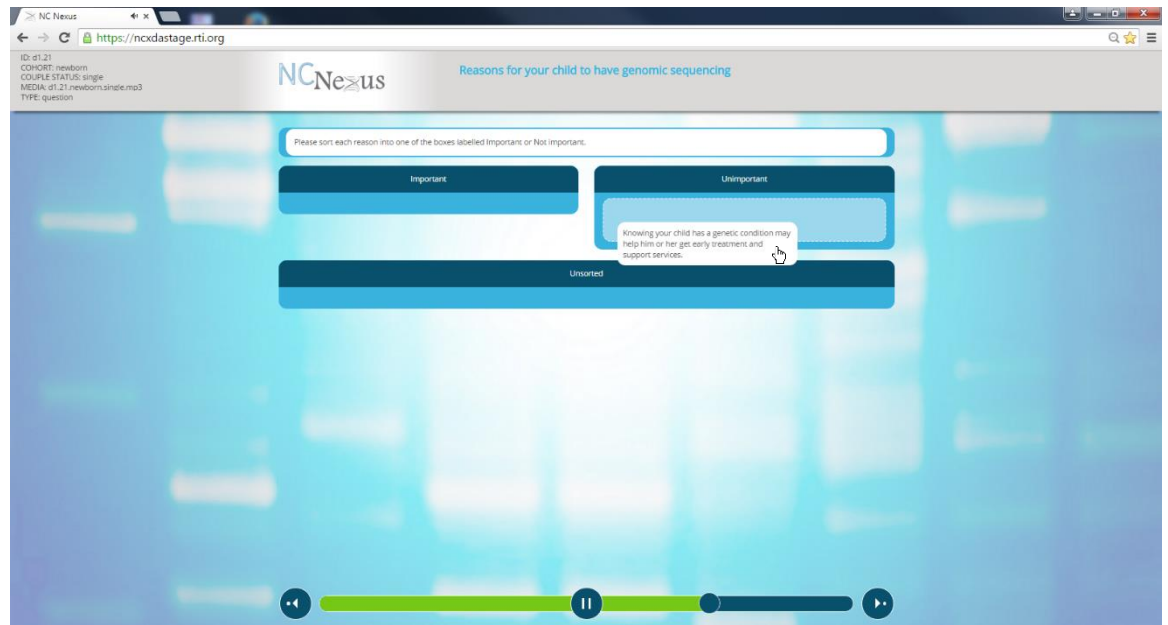 NC Nexus
https://ncxdastage.rti.org
ID: d1.21
COHORT: newborn
COUPLE STATUS: single
MEDIA: d1.21.newborn.single.mp3
TYPE: question
NCNexus
Reasons for your child to have genomic sequencing
Please sort each reason into one of the boxes labelled Important or Not important.
Important
Unimportant
Knowing your child has a genetic condition may
help him or her get early treatment and
support services.
Unsorted